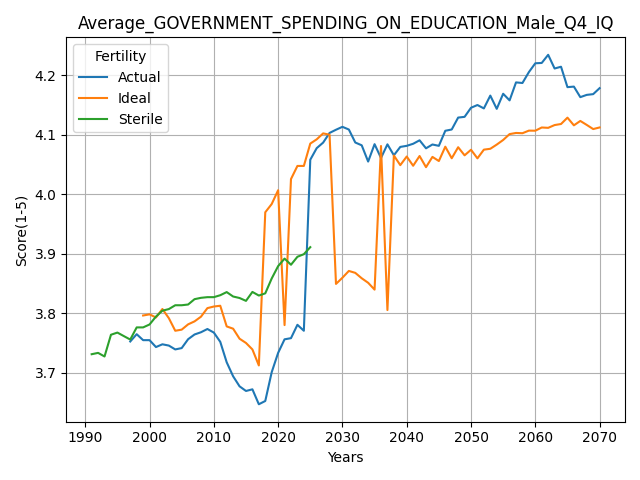 Average_GOVERNMENT_SPENDING_ON_EDUCATION_Male_Q4_IQ
Fertility
Actual
Ideal
Sterile
Score(1-5)
4.2
4.1
4.0
3.9
3.8
3.7
1990 2000 2010 2020 2030 2040 2050 2060 2070
Years